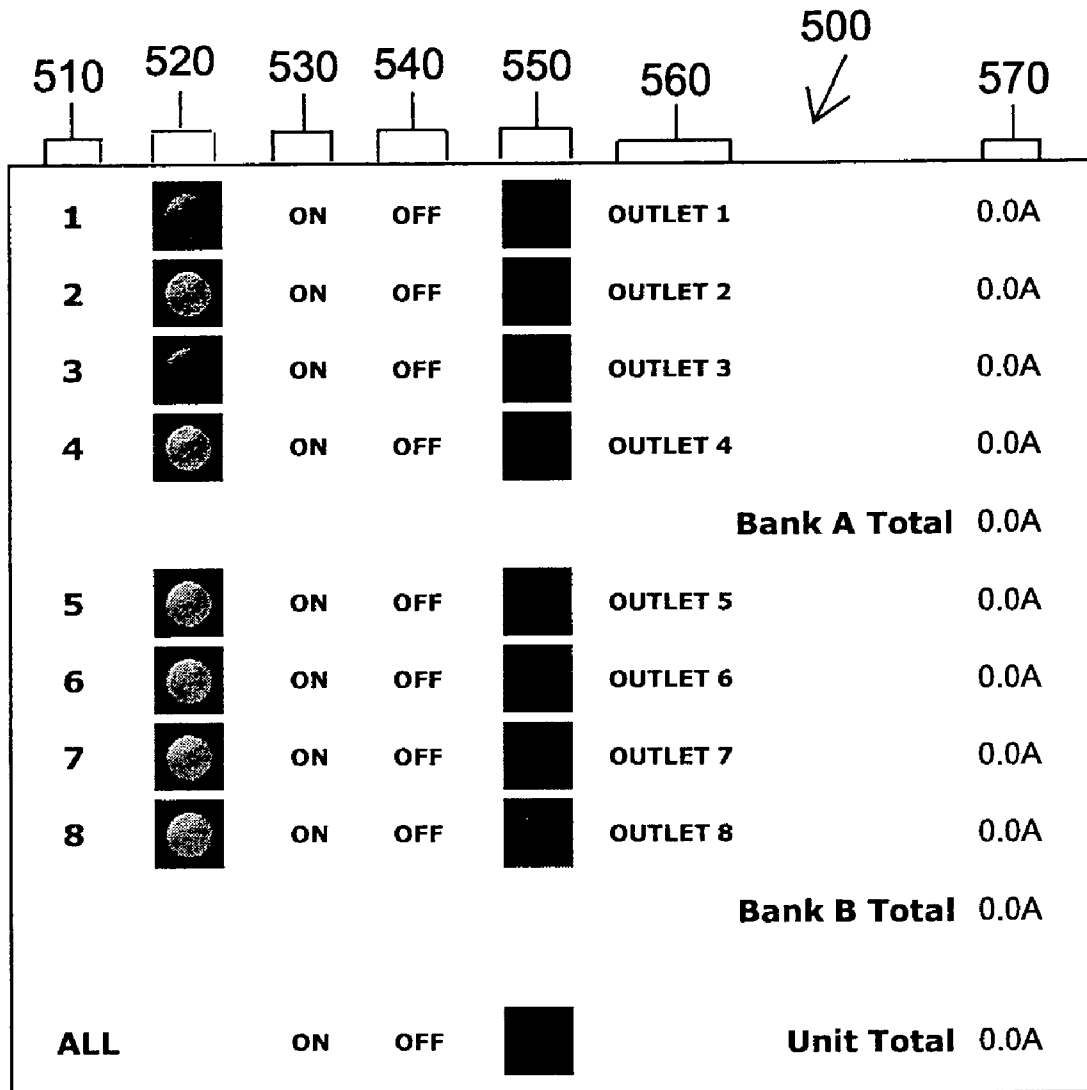 500
510 520 530 540 550 560 570
1 ON OFF OUTLET 1 0.0A
2 ON OFF OUTLET 2 0.0A
3 ON OFF OUTLET 3 0.0A
4 ON OFF OUTLET 4 0.0A
Bank A Total 0.0A
5 ON OFF OUTLET 5 0.0A
6 ON OFF OUTLET 6 0.0A
7 ON OFF OUTLET 7 0.0A
8 ON OFF OUTLET 8 0.0A
Bank B Total 0.0A
ALL ON OFF Unit Total 0.0A